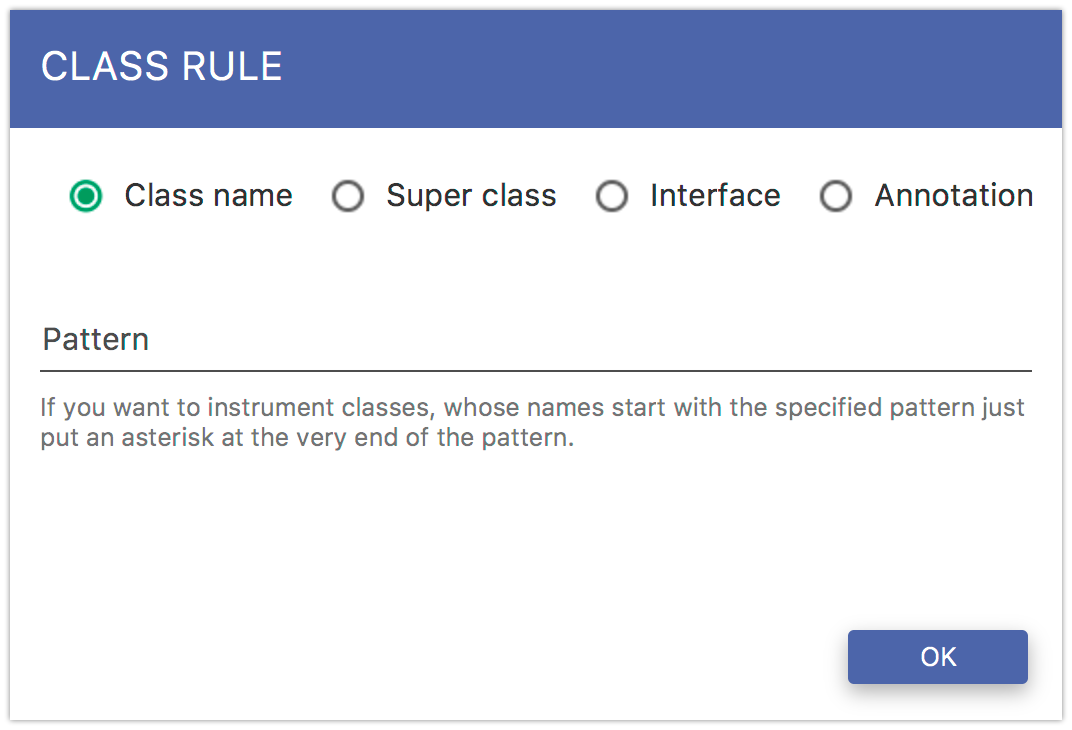 CLASS RULE
Class name Super class Interface Annotation
Pattern
If you want to instrument classes, whose names start with the specified pattern just
put an asterisk at the very end of the pattern.
OK